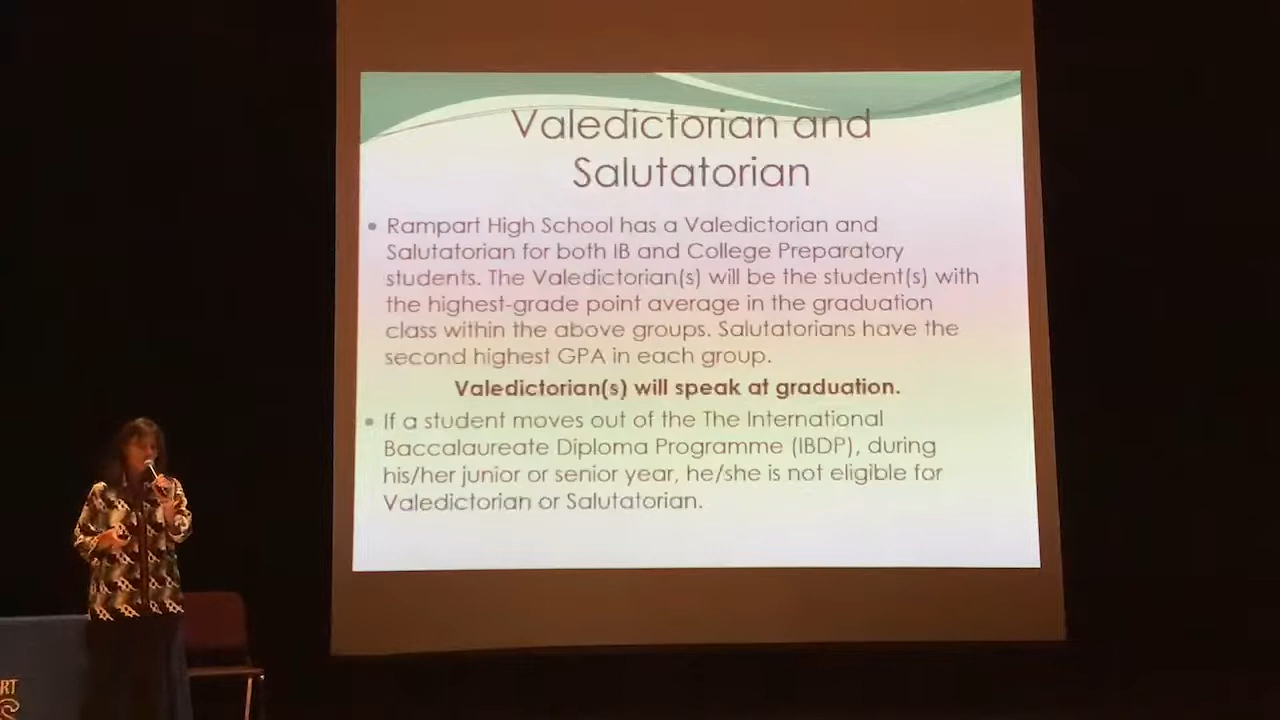 Valedictorian and
Salutatorian
• Rampart High School has a Valedictorian and
Salutatorian for both IB and College Preparatory
students. The Valedictorian(s) will be the student(s) with
the highest-grade point average in the graduation
class within the above groups. Salutatorians have the
second highest GPA in each group.
Valedictorian(s) will speak at graduation.
• If a student moves out of the The International
Baccalaureate Diploma Programme (IBDP), during
his/her junior or senior year, he/she is not eligible for
Valedictorian or Salutatorian.
RT
S